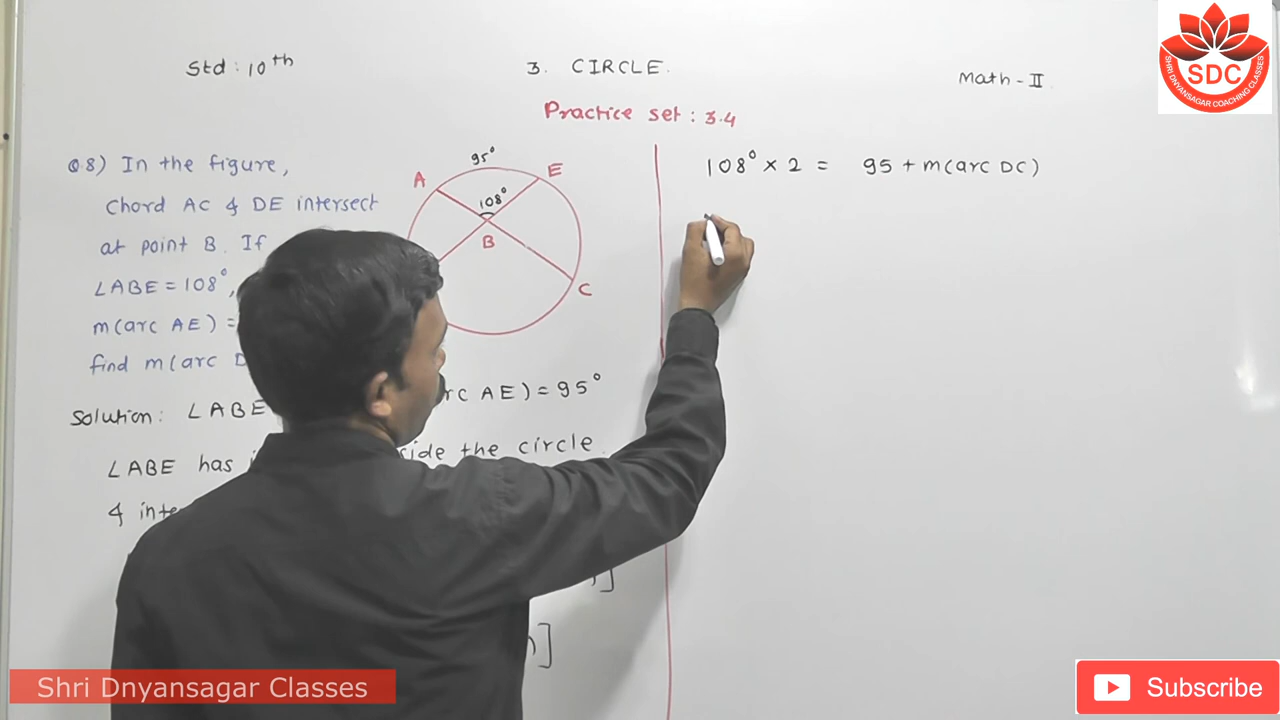 Std : 10th
3. CIRCLE.
Math - II
Practice set : 3.4
Q8) In the figure,
Chord AC & DE intersect
at point B. If
∠ABE = 108°,
m(arc AE) =
find m(arc D
Solution: ∠ABE
rc AE) = 95°
∠ABE has i
side the circle.
& inte
]
]
95°
A
E
108°
B
C
108° × 2 = 95 + m(arc DC)
SDC
SHRI DNYANSAGAR COACHING CLASSES
Shri Dnyansagar Classes
Subscribe